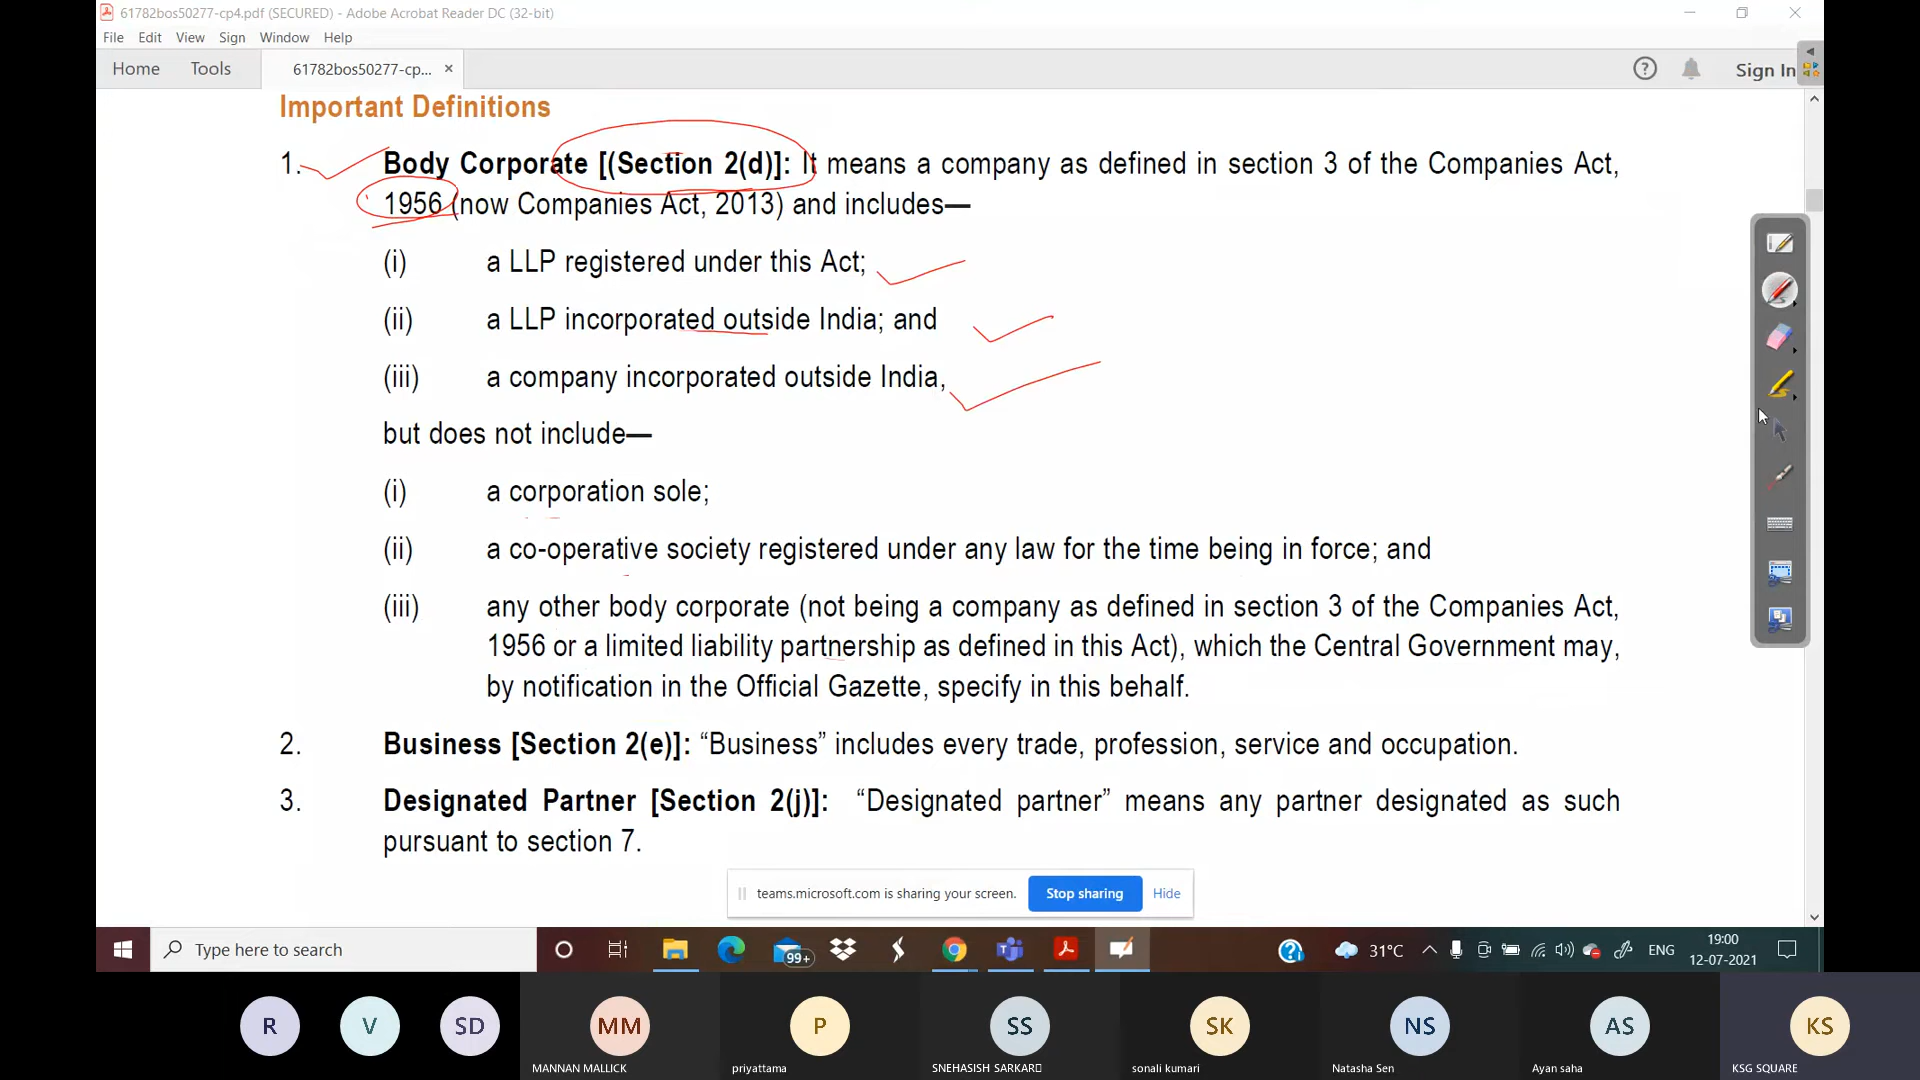 61782bos50277-cp4.pdf (SECURED) - Adobe Acrobat Reader DC (32-bit)
File Edit View Sign Window Help
Home Tools 61782bos50277-cp... × Sign In
Important Definitions
1. Body Corporate [(Section 2(d)]: It means a company as defined in section 3 of the Companies Act,
1956 (now Companies Act, 2013) and includes—
(i) a LLP registered under this Act;
(ii) a LLP incorporated outside India; and
(iii) a company incorporated outside India,
but does not include—
(i) a corporation sole;
(ii) a co-operative society registered under any law for the time being in force; and
(iii) any other body corporate (not being a company as defined in section 3 of the Companies Act,
1956 or a limited liability partnership as defined in this Act), which the Central Government may,
by notification in the Official Gazette, specify in this behalf.
2. Business [Section 2(e)]: “Business” includes every trade, profession, service and occupation.
3. Designated Partner [Section 2(j)]: “Designated partner” means any partner designated as such
pursuant to section 7.
teams.microsoft.com is sharing your screen. Stop sharing Hide
Type here to search 99+ 31°C ENG 19:00
12-07-2021
R V SD MM P SS SK NS AS KS
MANNAN MALLICK priyattama SNEHASISH SARKAR sonali kumari Natasha Sen Ayan saha KSG SQUARE